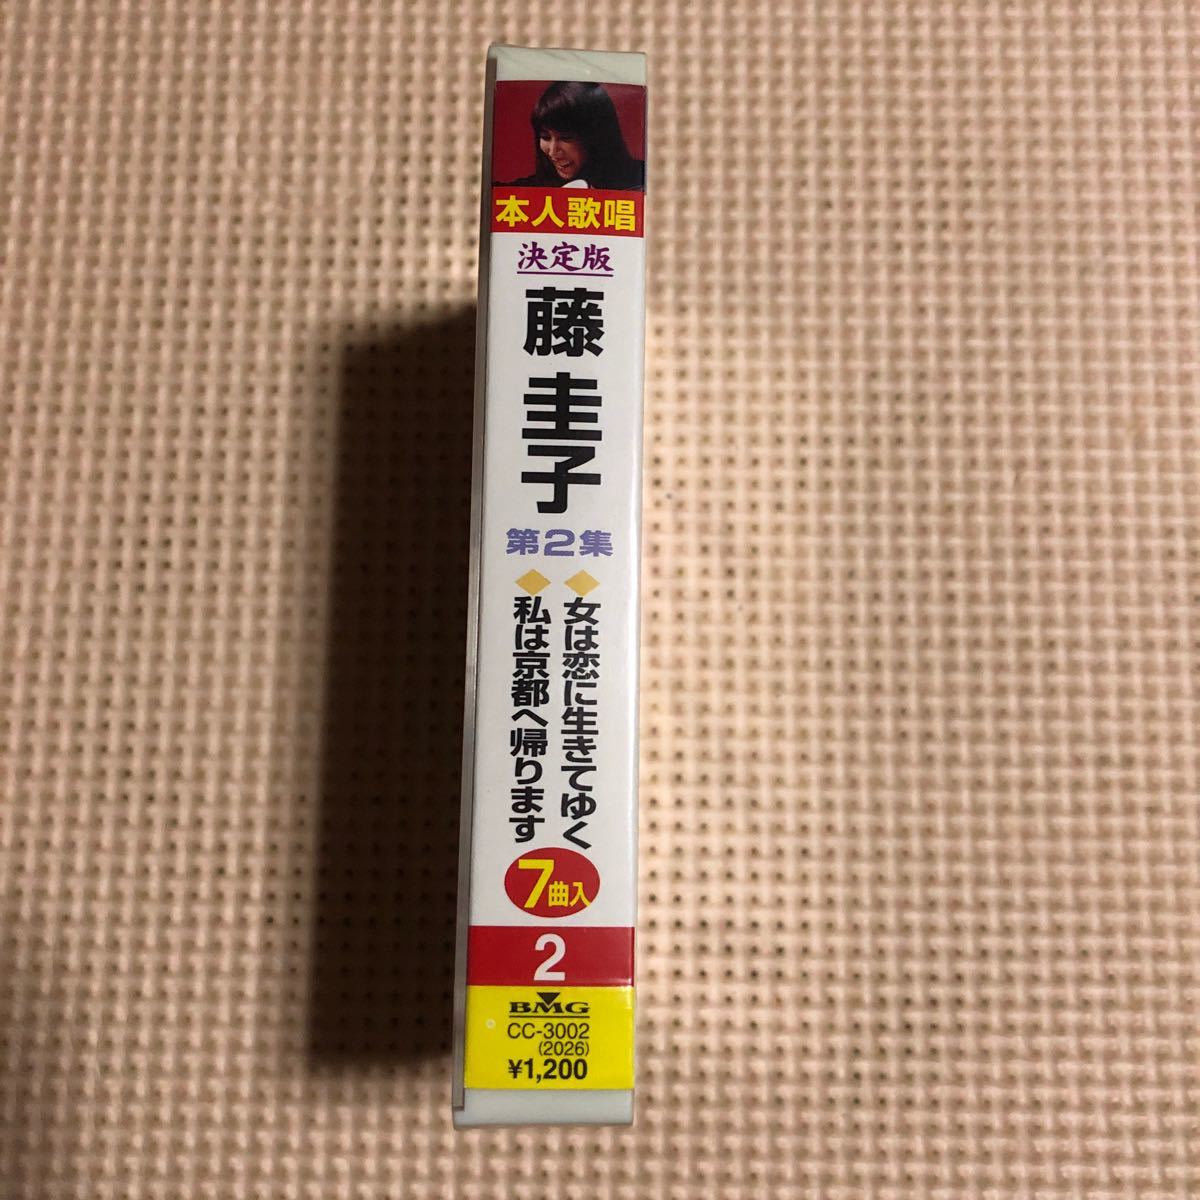 本人歌唱
決定版
藤圭子
第2集
◆女は恋に生きてゆく
◆私は京都へ帰ります
7曲入
2
BMG
CC-3002
(2026)
¥1,200